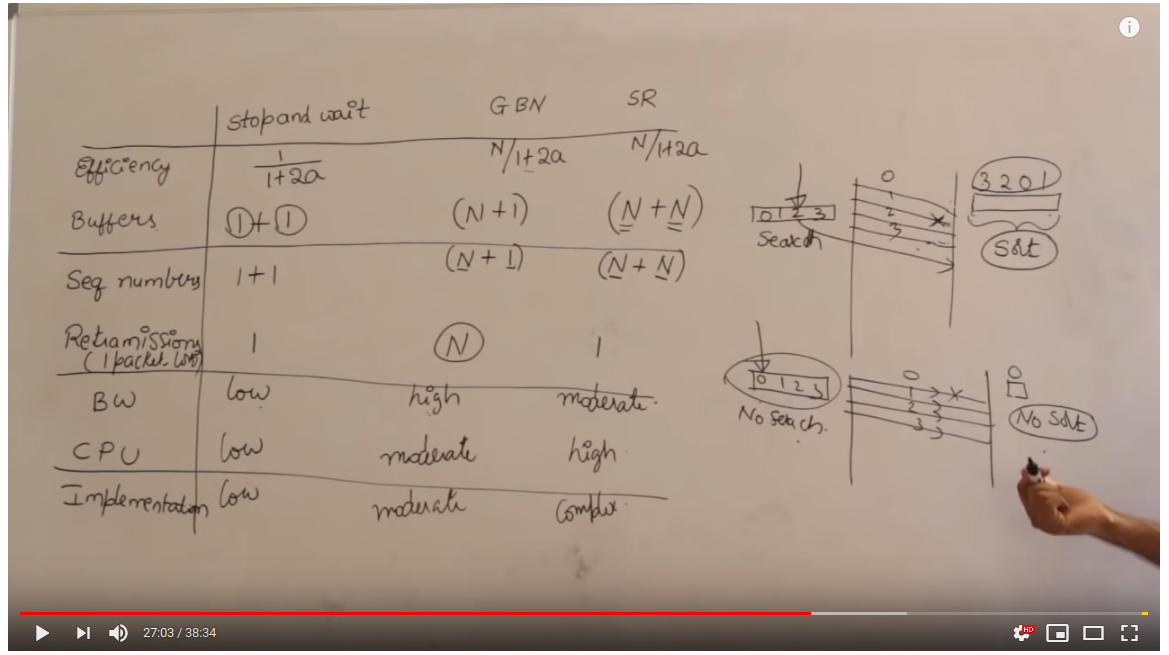 Stop and wait GBN SR
Efficiency 1/1+2a N/1+2a N/1+2a
Buffers 1+1 (N+1) (N+N)
Seq numbers 1+1 (N+1) (N+N)
Retramissions 1 N 1
(1 packet lost)
BW low high moderate
CPU low moderate high
Implementation low moderate complex
0
1
2
3
0 1 2 3
Search
3 2 0 1
Sort
0
1
2
3
0 1 2 3
No Seach.
0
No Sort
27:03 / 38:34
HD
i